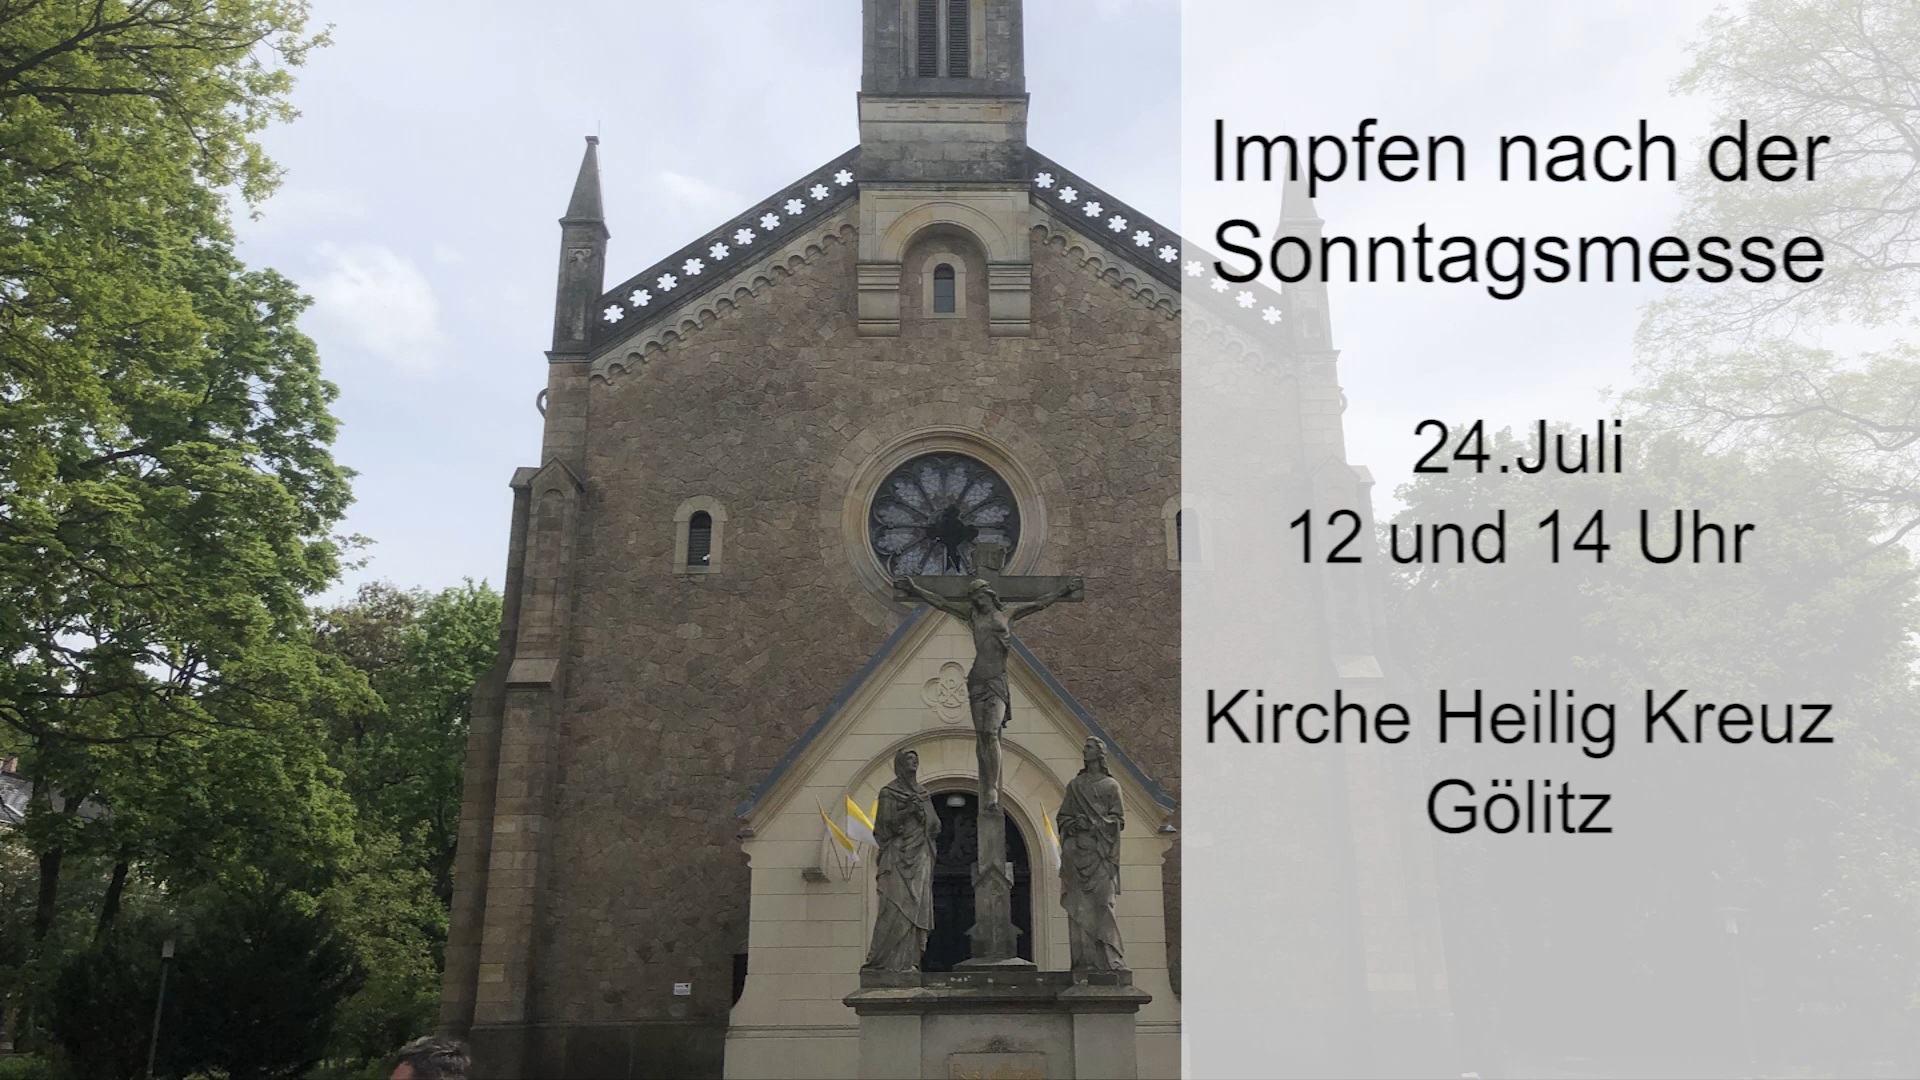 Impfen nach der
Sonntagsmesse
24.Juli
12 und 14 Uhr
Kirche Heilig Kreuz
Gölitz